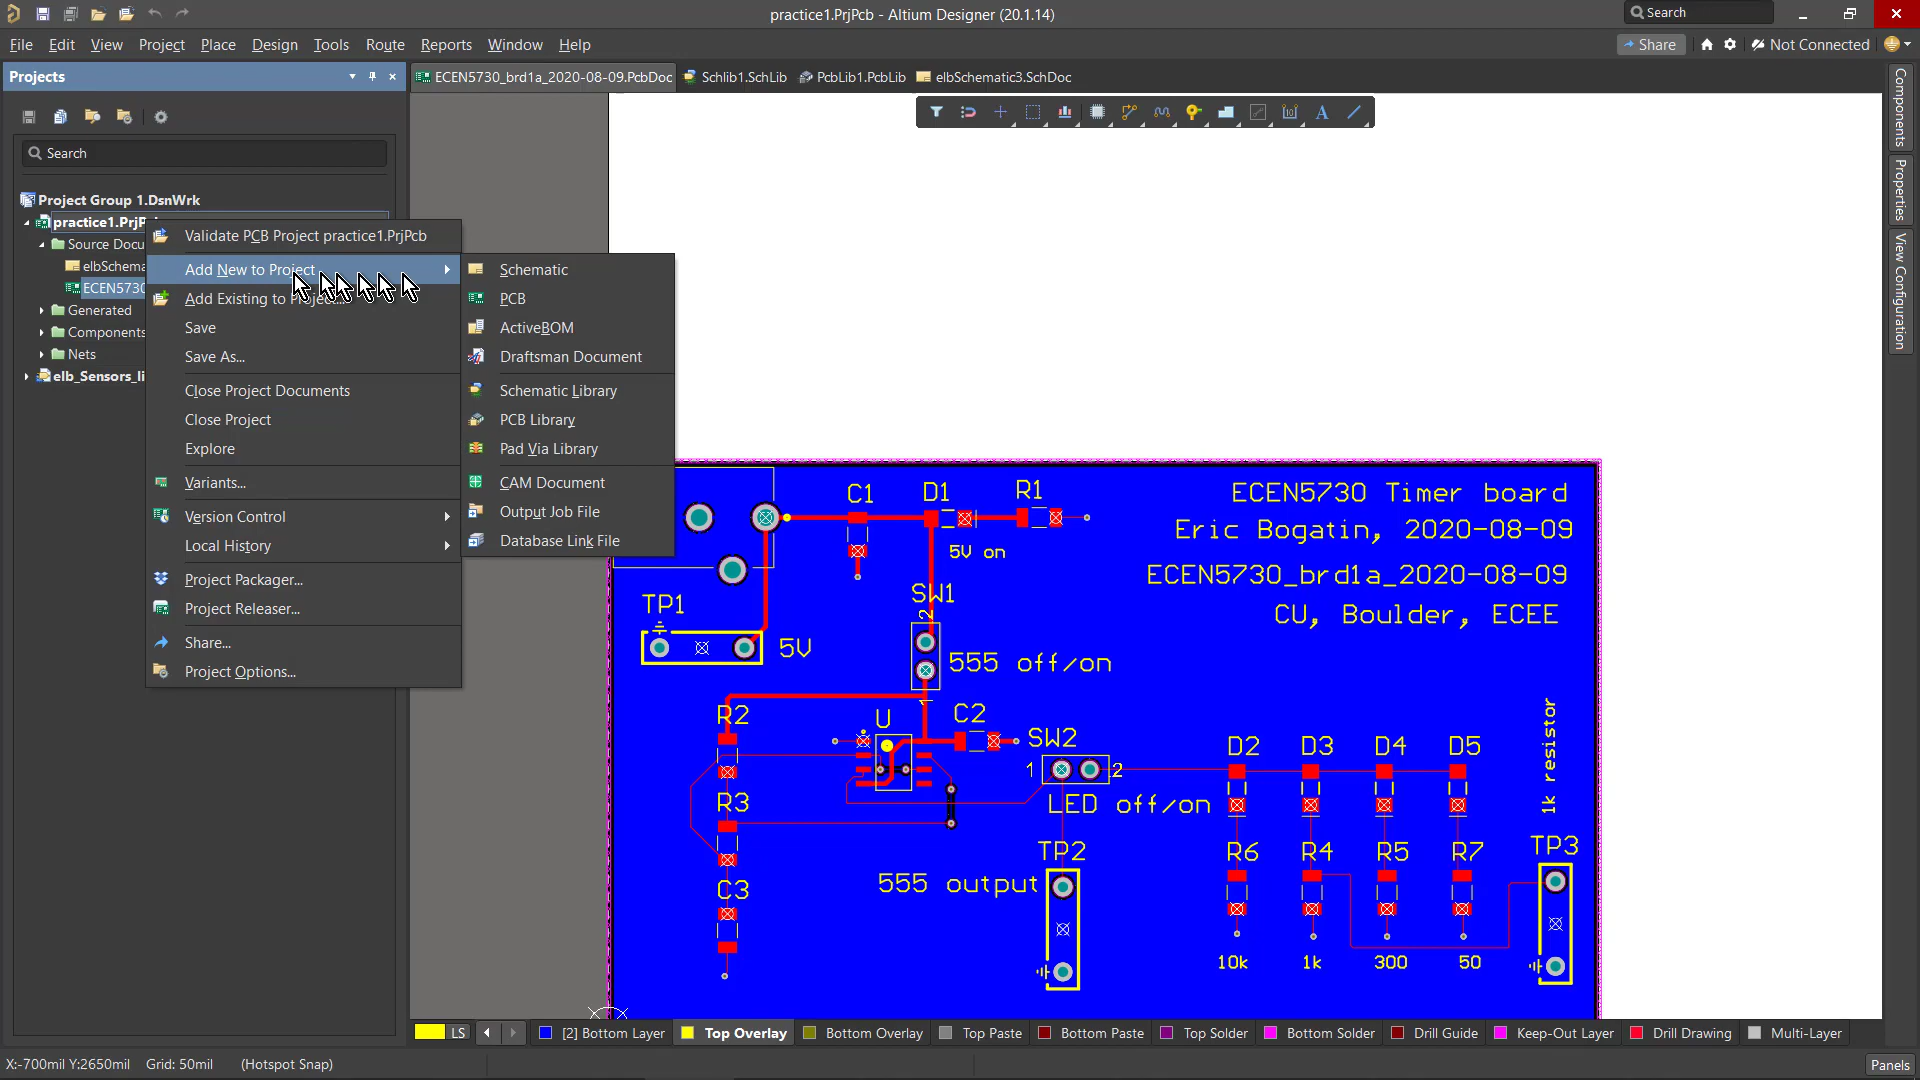 practice1.PrjPcb - Altium Designer (20.1.14)
Search
File Edit View Project Place Design Tools Route Reports Window Help
Share
Not Connected
Projects
ECEN5730_brd1a_2020-08-09.PcbDoc
Schlib1.SchLib
PcbLib1.PcbLib
elbSchematic3.SchDoc
Search
Project Group 1.DsnWrk
practice1.PrjP
Source Docu
elbSchema
ECEN5730
Generated
Components
Nets
elb_Sensors_li
Validate PCB Project practice1.PrjPcb
Add New to Project
Add Existing to Project...
Save
Save As...
Close Project Documents
Close Project
Explore
Variants...
Version Control
Local History
Project Packager...
Project Releaser...
Share...
Project Options...
Schematic
PCB
ActiveBOM
Draftsman Document
Schematic Library
PCB Library
Pad Via Library
CAM Document
Output Job File
Database Link File
Components
Properties
View Configuration
C1 D1 R1
5V on
ECEN5730 Timer board
Eric Bogatin, 2020-08-09
ECEN5730_brd1a_2020-08-09
CU, Boulder, ECEE
TP1
5V
SW1
2
555 off/on
1
R2
U
C2
SW2
1
2
LED off/on
R3
C3
D2 D3 D4 D5
1k resistor
TP2
555 output
R6 R4 R5 R7
TP3
10k 1k 300 50
LS
[2] Bottom Layer
Top Overlay
Bottom Overlay
Top Paste
Bottom Paste
Top Solder
Bottom Solder
Drill Guide
Keep-Out Layer
Drill Drawing
Multi-Layer
X:-700mil Y:2650mil Grid: 50mil (Hotspot Snap)
Panels